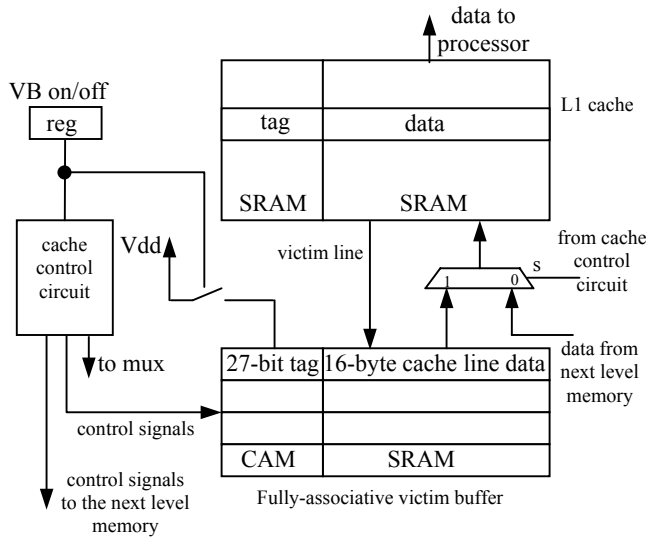 data to
processor
VB on/off
reg
L1 cache
tag data
SRAM SRAM
cache
control
circuit
Vdd
victim line
from cache
control
circuit
s
1 0
to mux
data from
next level
memory
27-bit tag 16-byte cache line data
control signals
CAM SRAM
control signals
to the next level
memory
Fully-associative victim buffer